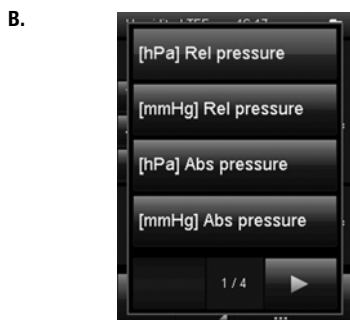 B.
[hPa] Rel pressure
[mmHg] Rel pressure
[hPa] Abs pressure
[mmHg] Abs pressure
1 / 4